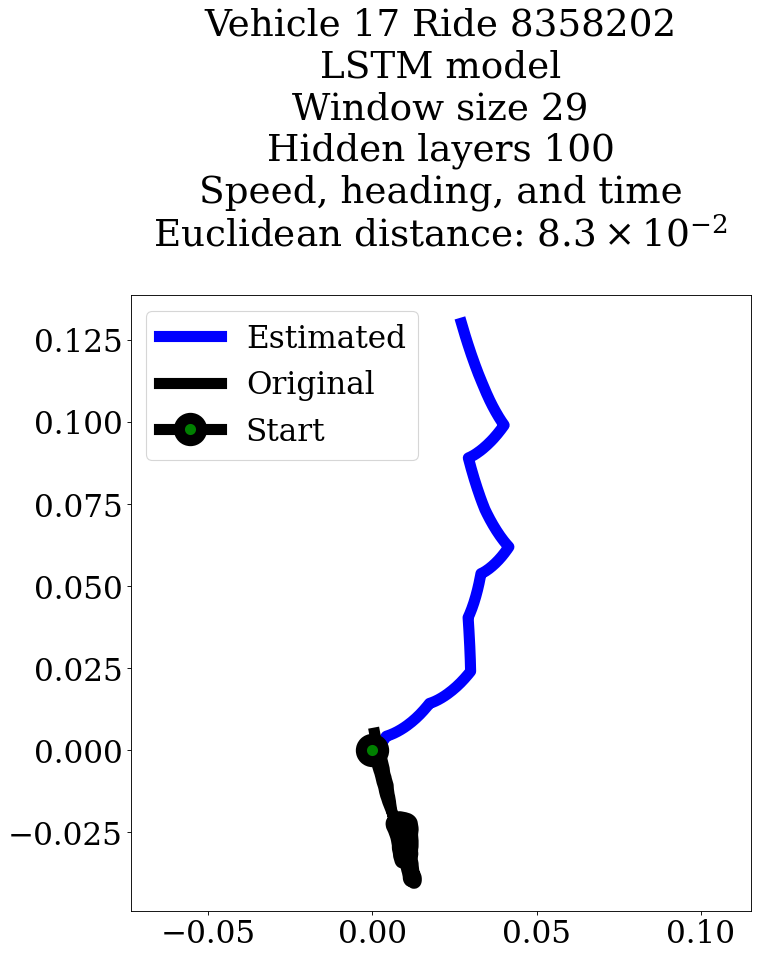 Vehicle 17 Ride 8358202
LSTM model
Window size 29
Hidden layers 100
Speed, heading, and time
Euclidean distance: 8.3 × 10⁻²
Estimated
Original
Start
0.125
0.100
0.075
0.050
0.025
0.000
−0.025
−0.05 0.00 0.05 0.10